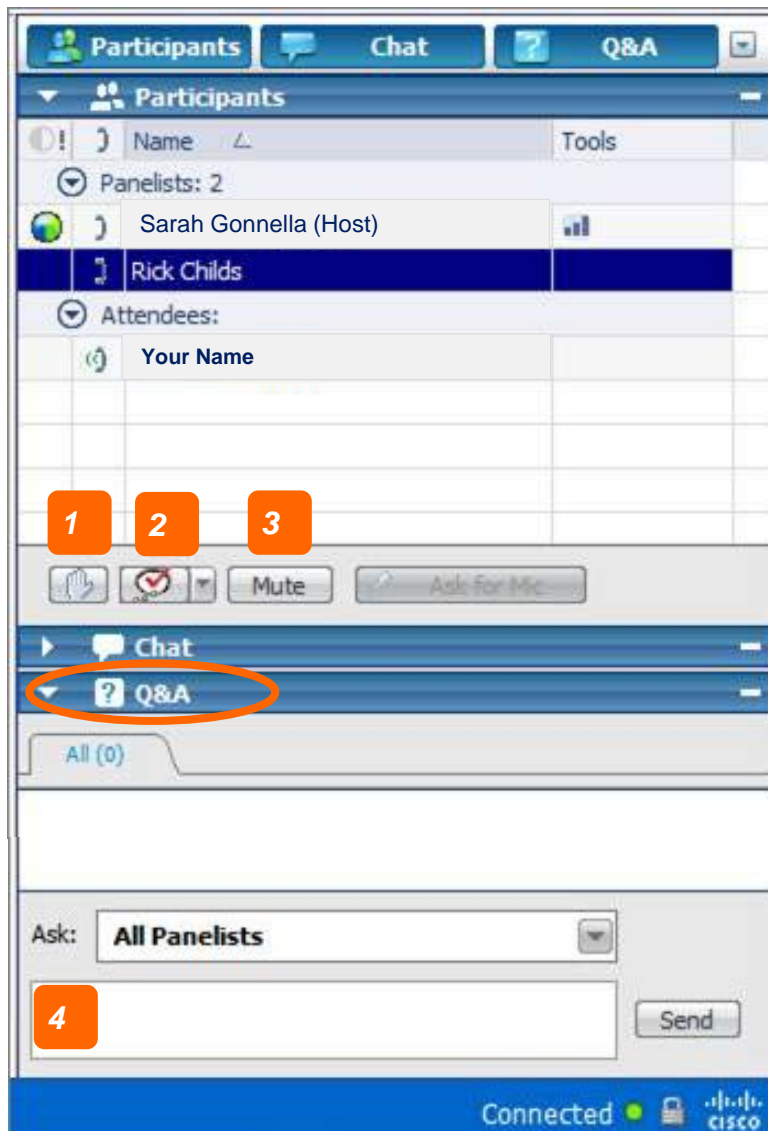 Participants Chat Q&A
Participants
! Name Tools
Panelists: 2
Sarah Gonnella (Host)
Rick Childs
Attendees:
Your Name
1 2 3
Mute Ask for Mic
Chat
? Q&A
All (0)
Ask: All Panelists
4 Send
Connected
CISCO